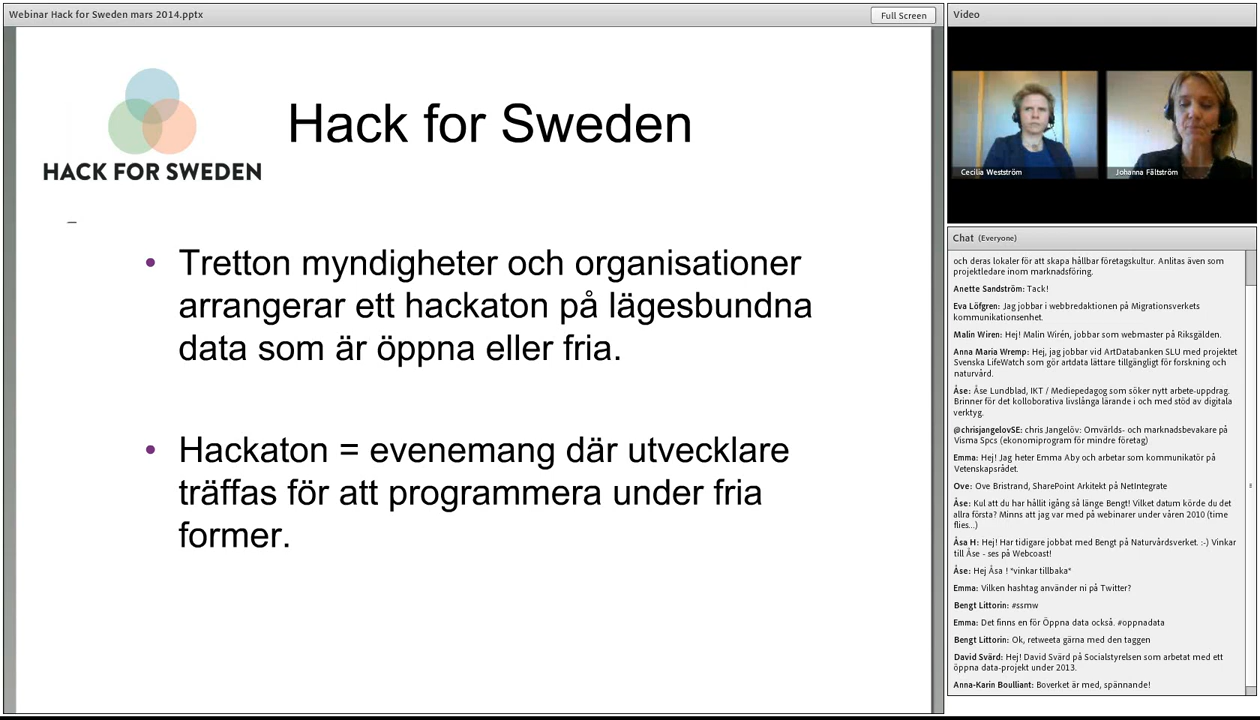 Webinar Hack for Sweden mars 2014.pptx
Full Screen
HACK FOR SWEDEN
Hack for Sweden
–
• Tretton myndigheter och organisationer
arrangerar ett hackaton på lägesbundna
data som är öppna eller fria.
• Hackaton = evenemang där utvecklare
träffas för att programmera under fria
former.
Video
Cecilia Weström
Johanna Fältström
Chat (Everyone)
och deras lokaler för att skapa hållbar företagskultur. Anlitas även som
projektledare inom marknadsföring.
Anette Sandström: Tack!
Eva Löfgren: Jag jobbar i webbredaktionen på Migrationsverkets
kommunikationsenhet.
Malin Wiren: Hej! Malin Wirén, jobbar som webmaster på Riksgälden.
Anna Maria Wremp: Hej, jag jobbar vid ArtDatabanken SLU med projektet
Svenska LifeWatch som gör artdata lättare tillgängligt för forskning och
naturvård.
Åse: Åse Lundblad, IKT / Mediepedagog som söker nytt arbete-uppdrag.
Brinner för det kolloborativa livslånga lärande i och med stöd av digitala
verktyg.
@chrisjangelovSE: chris Jangelöv: Omvärlds- och marknadsbevakare på
Visma Spcs (ekonomiprogram för mindre företag)
Emma: Hej! Jag heter Emma Aby och arbetar som kommunikatör på
Vetenskapsrådet.
Ove: Ove Bristrand, SharePoint Arkitekt på NetIntegrate
Åse: Kul att du har hållit igång så länge Bengt! Vilket datum körde du det
allra första? Minns att jag var med på webinarer under våren 2010 (time
flies...)
Åsa H: Hej! Har tidigare jobbat med Bengt på Naturvårdsverket. :-) Vinkar
till Åse - ses på Webcoast!
Åse: Hej Åsa ! *vinkar tillbaka*
Emma: Vilken hashtag använder ni på Twitter?
Bengt Littorin: #ssmw
Emma: Det finns en för Öppna data också. #oppnadata
Bengt Littorin: Ok, retweeta gärna med den taggen
David Svärd: Hej! David Svärd på Socialstyrelsen som arbetat med ett
öppna data-projekt under 2013.
Anna-Karin Boulliant: Boverket är med, spännande!